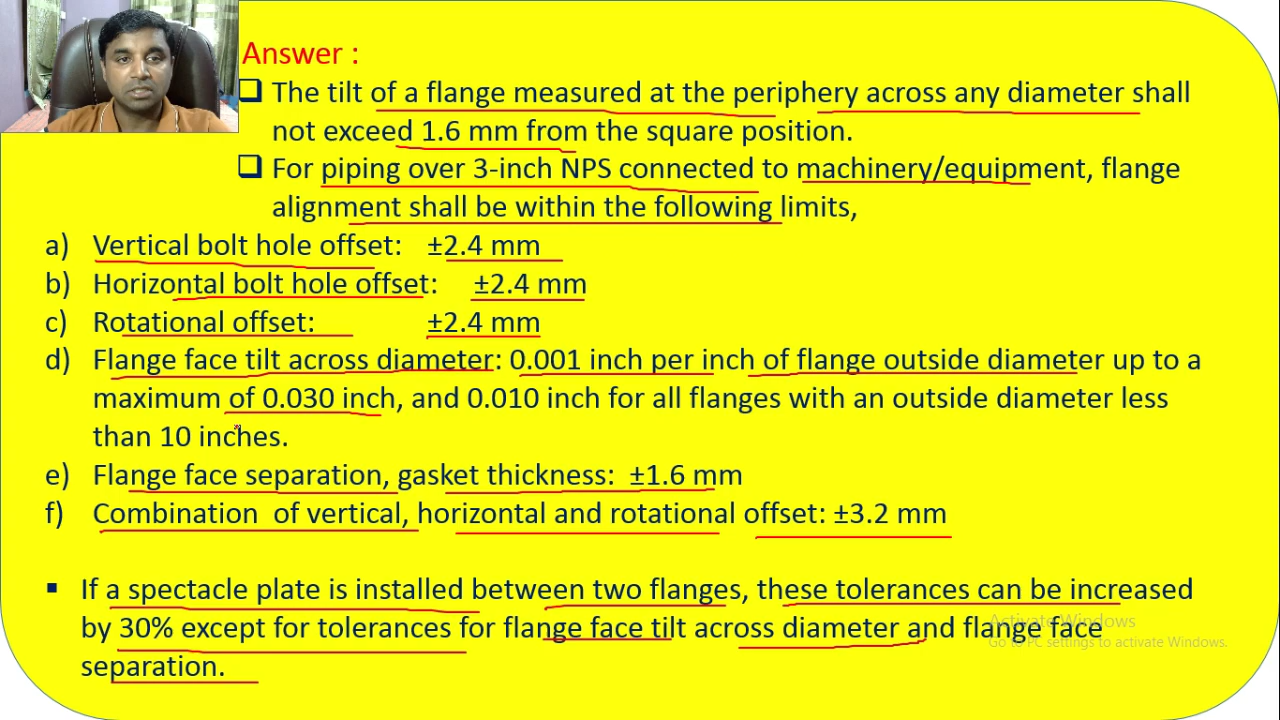 Answer :
❑ The tilt of a flange measured at the periphery across any diameter shall
not exceed 1.6 mm from the square position.
❑ For piping over 3-inch NPS connected to machinery/equipment, flange
alignment shall be within the following limits,
a) Vertical bolt hole offset: ±2.4 mm
b) Horizontal bolt hole offset: ±2.4 mm
c) Rotational offset: ±2.4 mm
d) Flange face tilt across diameter: 0.001 inch per inch of flange outside diameter up to a
maximum of 0.030 inch, and 0.010 inch for all flanges with an outside diameter less
than 10 inches.
e) Flange face separation, gasket thickness: ±1.6 mm
f) Combination of vertical, horizontal and rotational offset: ±3.2 mm
▪ If a spectacle plate is installed between two flanges, these tolerances can be increased
by 30% except for tolerances for flange face tilt across diameter and flange face
separation.
Activate Windows
Go to PC settings to activate Windows.